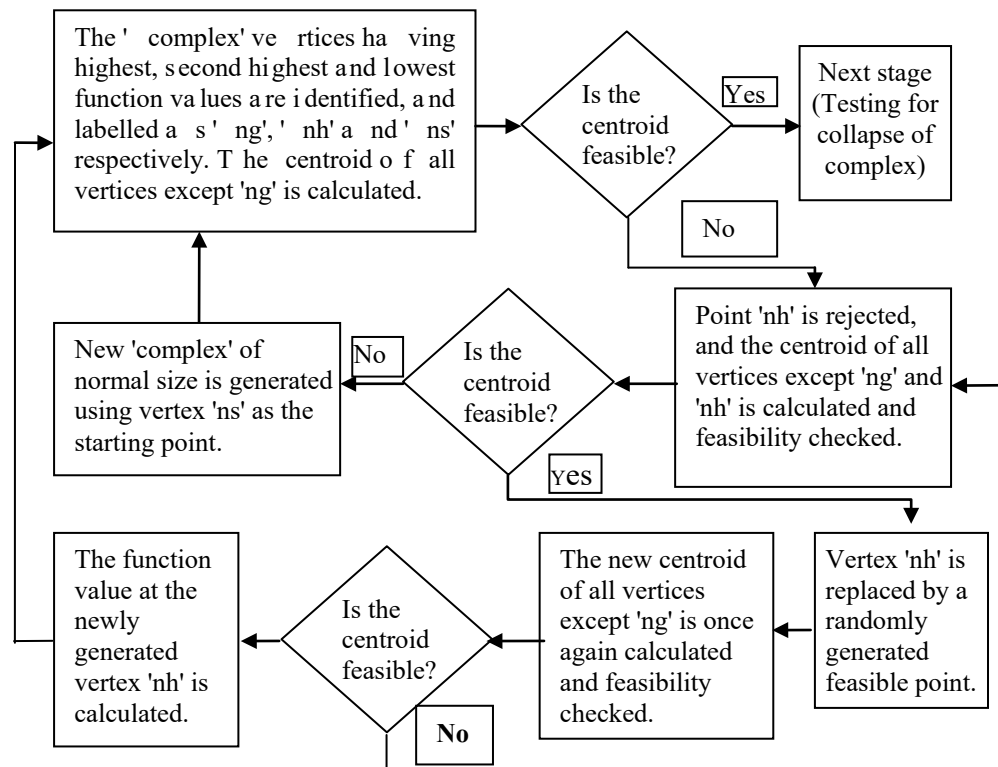 The ' complex' ve rtices ha ving
highest, second highest and lowest
function va lues a re i dentified, a nd
labelled a s ' ng', ' nh' a nd ' ns'
respectively. T he centroid o f all
vertices except 'ng' is calculated.
Is the
centroid
feasible?
Yes
Next stage
(Testing for
collapse of
complex)
No
Point 'nh' is rejected,
and the centroid of all
vertices except 'ng' and
'nh' is calculated and
feasibility checked.
Is the
centroid
feasible?
No
New 'complex' of
normal size is generated
using vertex 'ns' as the
starting point.
Yes
Vertex 'nh' is
replaced by a
randomly
generated
feasible point.
The new centroid
of all vertices
except 'ng' is once
again calculated
and feasibility
checked.
Is the
centroid
feasible?
No
The function
value at the
newly
generated
vertex 'nh' is
calculated.